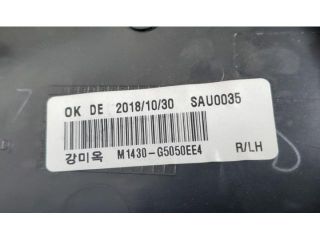 OK DE 2018/10/30 SAU0035
강미옥 M1430-G5050EE4 R/LH